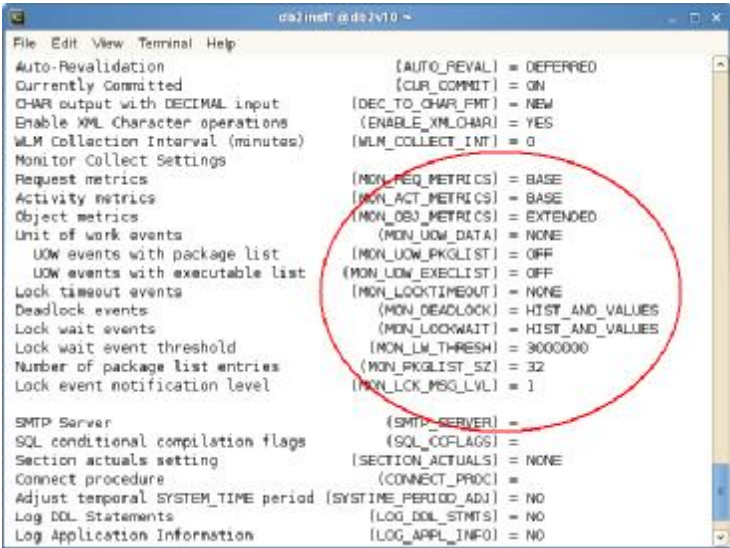 db2inst1@db2v10:~
File Edit View Terminal Help
Auto-Revalidation (AUTO_REVAL) = DEFERRED
Currently Committed (CUR_COMMIT) = ON
CHAR output with DECIMAL input (DEC_TO_CHAR_FMT) = NEW
Enable XML Character operations (ENABLE_XMLCHAR) = YES
WLM Collection Interval (minutes) (WLM_COLLECT_INT) = 0
Monitor Collect Settings
Request metrics (MON_REQ_METRICS) = BASE
Activity metrics (MON_ACT_METRICS) = BASE
Object metrics (MON_OBJ_METRICS) = EXTENDED
Unit of work events (MON_UOW_DATA) = NONE
UOW events with package list (MON_UOW_PKGLIST) = OFF
UOW events with executable list (MON_UOW_EXECLIST) = OFF
Lock timeout events (MON_LOCKTIMEOUT) = NONE
Deadlock events (MON_DEADLOCK) = HIST_AND_VALUES
Lock wait events (MON_LOCKWAIT) = HIST_AND_VALUES
Lock wait event threshold (MON_LW_THRESH) = 9000000
Number of package list entries (MON_PKGLIST_SZ) = 32
Lock event notification level (MON_LCK_MSG_LVL) = 1
SMTP Server (SMTP_SERVER) =
SQL conditional compilation flags (SQL_CCFLAGS) =
Section actuals setting (SECTION_ACTUALS) = NONE
Connect procedure (CONNECT_PROC) =
Adjust temporal SYSTEM_TIME period (SYSTIME_PERIOD_ADJ) = NO
Log DDL Statements (LOG_DDL_STMTS) = NO
Log Application Information (LOG_APPL_INFO) = NO